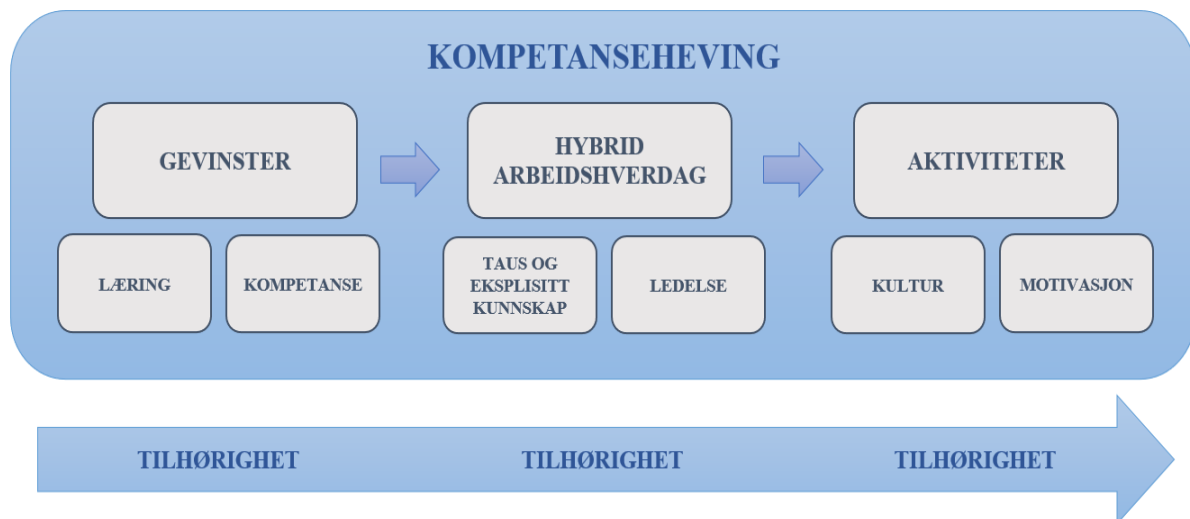 KOMPETANSEHEVING
GEVINSTER
HYBRID
ARBEIDSHVERDAG
AKTIVITETER
LÆRING
KOMPETANSE
TAUS OG
EKSPLISITT
KUNNSKAP
LEDELSE
KULTUR
MOTIVASJON
TILHØRIGHET
TILHØRIGHET
TILHØRIGHET